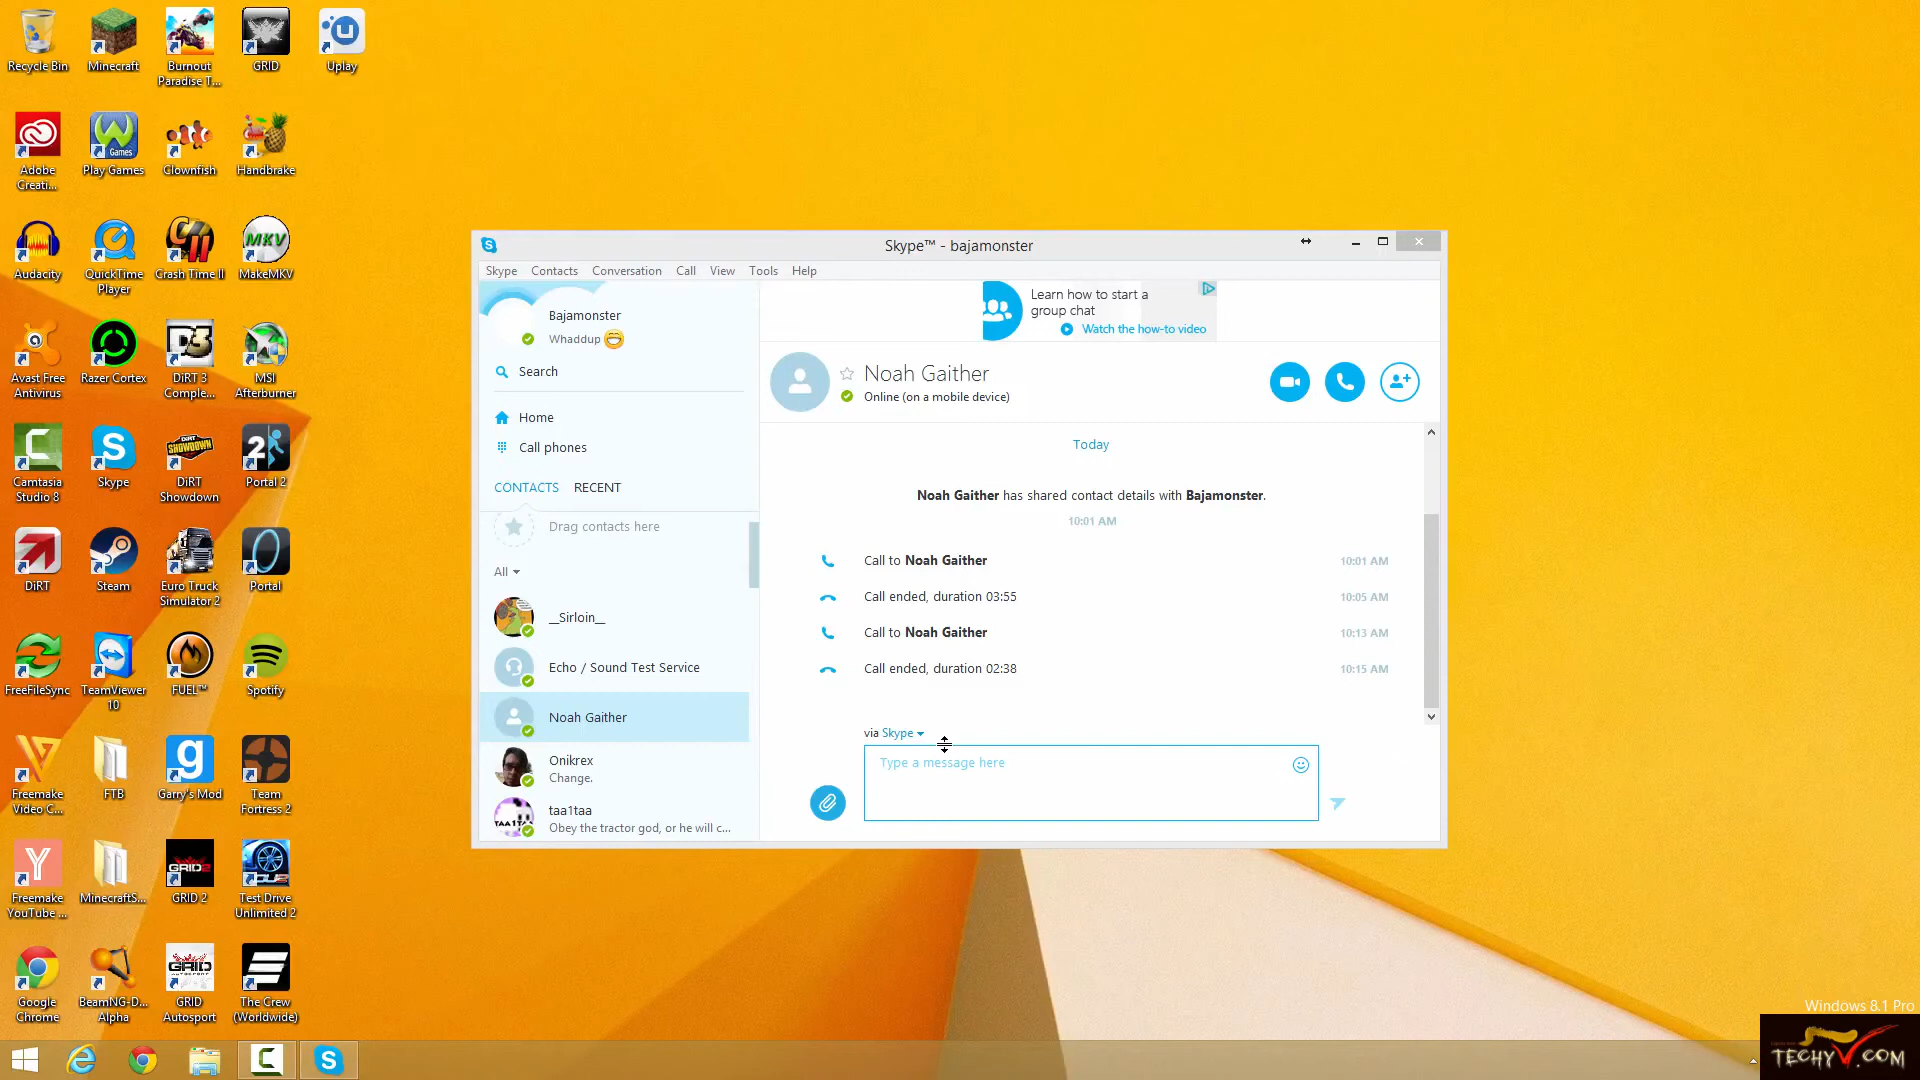 Recycle Bin
Minecraft
Burnout
Paradise T...
GRID
Uplay
Adobe
Creati...
Play Games
Clownfish
Handbrake
Audacity
QuickTime
Player
Crash Time II
MakeMKV
Avast Free
Antivirus
Razer Cortex
DiRT 3
Comple...
MSI
Afterburner
Camtasia
Studio 8
Skype
DiRT
Showdown
Portal 2
DiRT
Steam
Euro Truck
Simulator 2
Portal
FreeFileSync
TeamViewer
10
FUEL™
Spotify
Freemake
Video C...
FTB
Garry's Mod
Team
Fortress 2
Freemake
YouTube ...
MinecraftS...
GRID 2
Test Drive
Unlimited 2
Google
Chrome
BeamNG-D...
Alpha
GRID
Autosport
The Crew
(Worldwide)
Skype™ - bajamonster
Skype Contacts Conversation Call View Tools Help
Bajamonster
Whaddup
Search
Home
Call phones
CONTACTS RECENT
Drag contacts here
All
__Sirloin__
Echo / Sound Test Service
Noah Gaither
Onikrex
Change.
taa1taa
Obey the tractor god, or he will c...
Learn how to start a
group chat
Watch the how-to video
Noah Gaither
Online (on a mobile device)
Today
Noah Gaither has shared contact details with Bajamonster.
10:01 AM
Call to Noah Gaither 10:01 AM
Call ended, duration 03:55 10:05 AM
Call to Noah Gaither 10:13 AM
Call ended, duration 02:38 10:15 AM
via Skype
Type a message here
Windows 8.1 Pro
TECHYV.COM